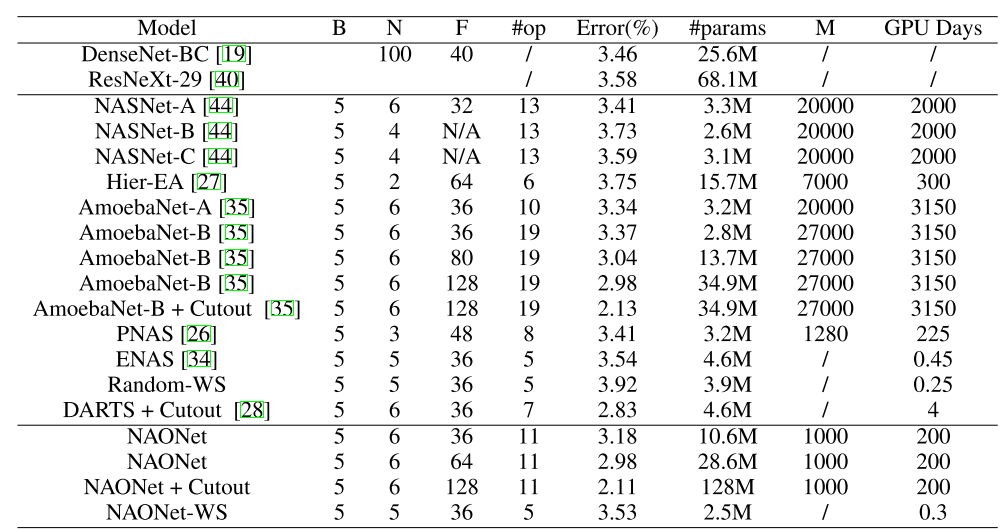 Model B N F #op Error(%) #params M GPU Days
DenseNet-BC [19] 100 40 / 3.46 25.6M / /
ResNeXt-29 [40] / 3.58 68.1M / /
NASNet-A [44] 5 6 32 13 3.41 3.3M 20000 2000
NASNet-B [44] 5 4 N/A 13 3.73 2.6M 20000 2000
NASNet-C [44] 5 4 N/A 13 3.59 3.1M 20000 2000
Hier-EA [27] 5 2 64 6 3.75 15.7M 7000 300
AmoebaNet-A [35] 5 6 36 10 3.34 3.2M 20000 3150
AmoebaNet-B [35] 5 6 36 19 3.37 2.8M 27000 3150
AmoebaNet-B [35] 5 6 80 19 3.04 13.7M 27000 3150
AmoebaNet-B [35] 5 6 128 19 2.98 34.9M 27000 3150
AmoebaNet-B + Cutout [35] 5 6 128 19 2.13 34.9M 27000 3150
PNAS [26] 5 3 48 8 3.41 3.2M 1280 225
ENAS [34] 5 5 36 5 3.54 4.6M / 0.45
Random-WS 5 5 36 5 3.92 3.9M / 0.25
DARTS + Cutout [28] 5 6 36 7 2.83 4.6M / 4
NAONet 5 6 36 11 3.18 10.6M 1000 200
NAONet 5 6 64 11 2.98 28.6M 1000 200
NAONet + Cutout 5 6 128 11 2.11 128M 1000 200
NAONet-WS 5 5 36 5 3.53 2.5M / 0.3